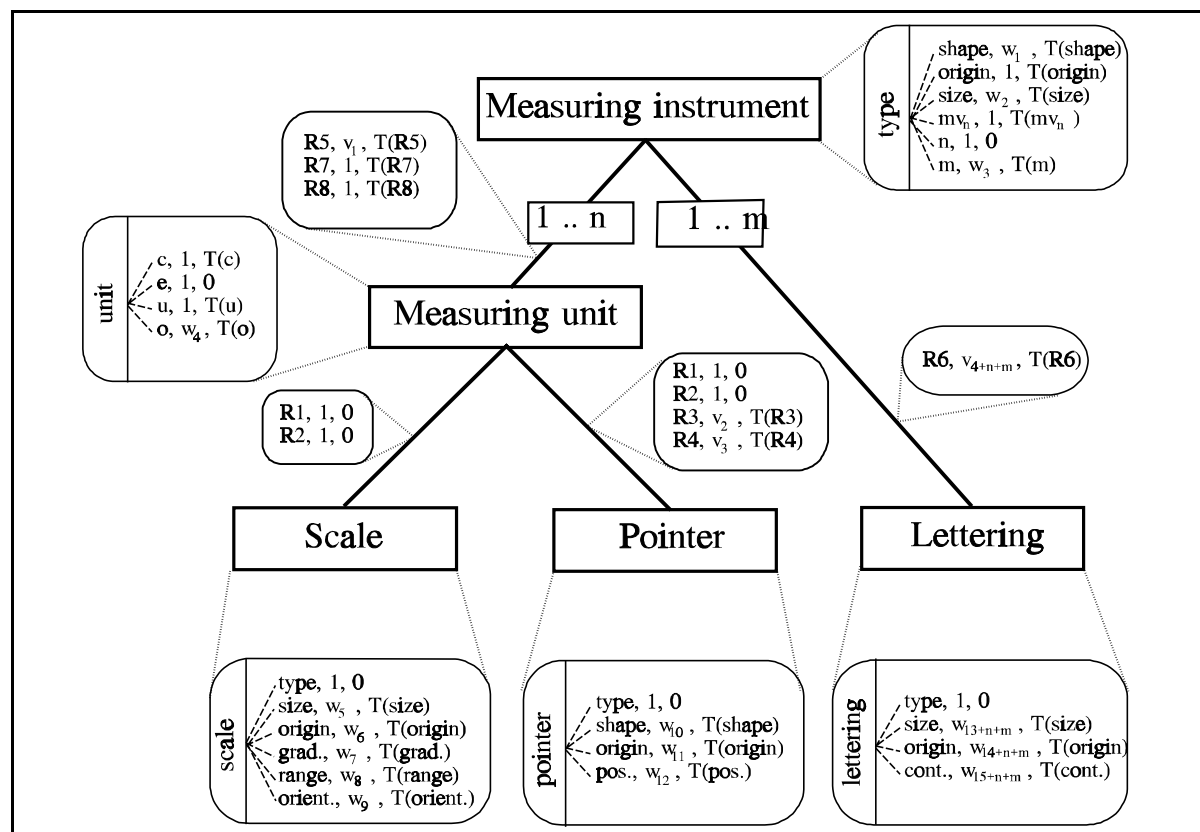 shape, w₁ , T(shape)
origin, 1, T(origin)
size, w₂ , T(size)
mvₙ , 1, T(mvₙ )
n, 1, 0
m, w₃ , T(m)
type
Measuring instrument
R5, v₁ , T(R5)
R7, 1, T(R7)
R8, 1, T(R8)
1 .. n
1 .. m
c, 1, T(c)
e, 1, 0
u, 1, T(u)
o, w₄ , T(o)
unit
Measuring unit
R6, v₄₊ₙ₊ₘ , T(R6)
R1, 1, 0
R2, 1, 0
R1, 1, 0
R2, 1, 0
R3, v₂ , T(R3)
R4, v₃ , T(R4)
Scale
Pointer
Lettering
scale
type, 1, 0
size, w₅ , T(size)
origin, w₆ , T(origin)
grad., w₇ , T(grad.)
range, w₈ , T(range)
orient., w₉ , T(orient.)
pointer
type, 1, 0
shape, w₁₀ , T(shape)
origin, w₁₁ , T(origin)
pos., w₁₂ , T(pos.)
lettering
type, 1, 0
size, w₁₃₊ₙ₊ₘ , T(size)
origin, w₁₄₊ₙ₊ₘ , T(origin)
cont., w₁₅₊ₙ₊ₘ , T(cont.)